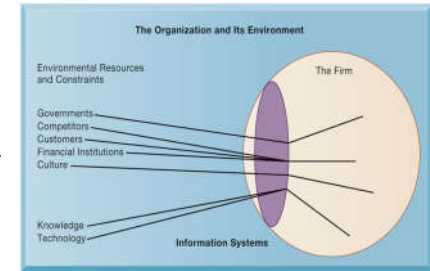 The Organization and Its Environment
Environmental Resources
and Constraints
The Firm
Governments
Competitors
Customers
Financial Institutions
Culture
Knowledge
Technology
Information Systems